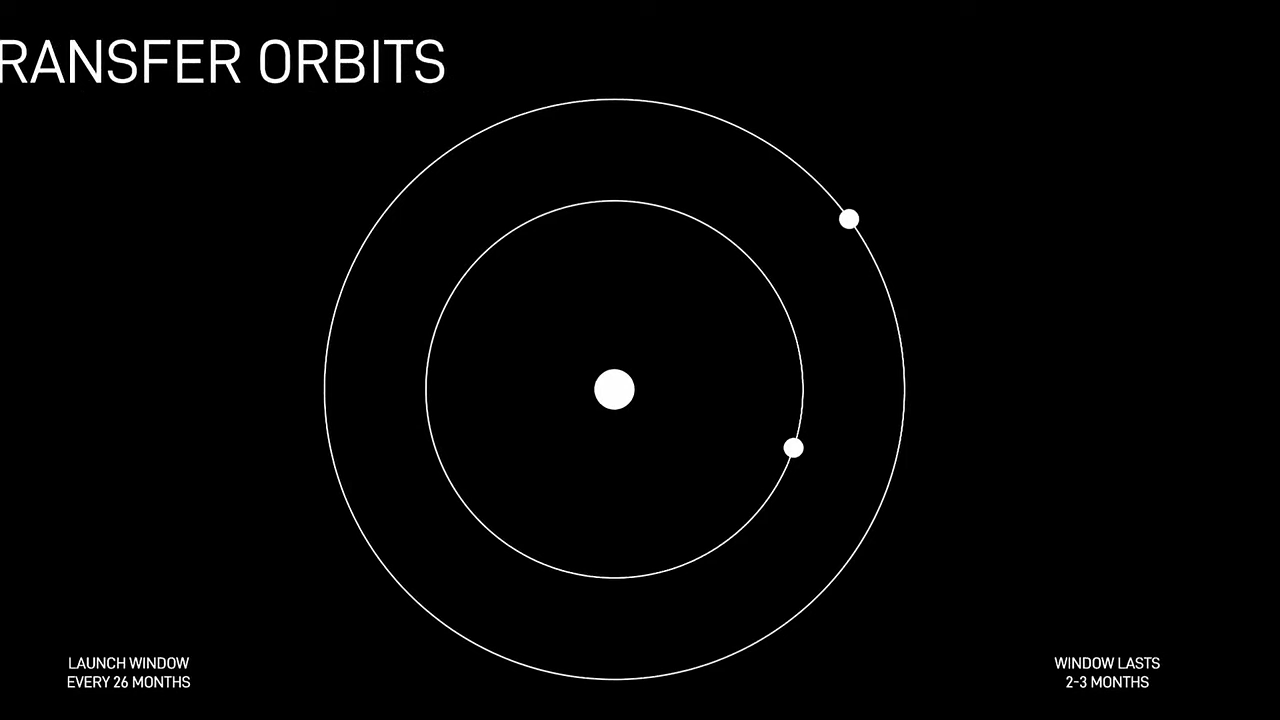 RANSFER ORBITS
LAUNCH WINDOW
EVERY 26 MONTHS
WINDOW LASTS
2-3 MONTHS